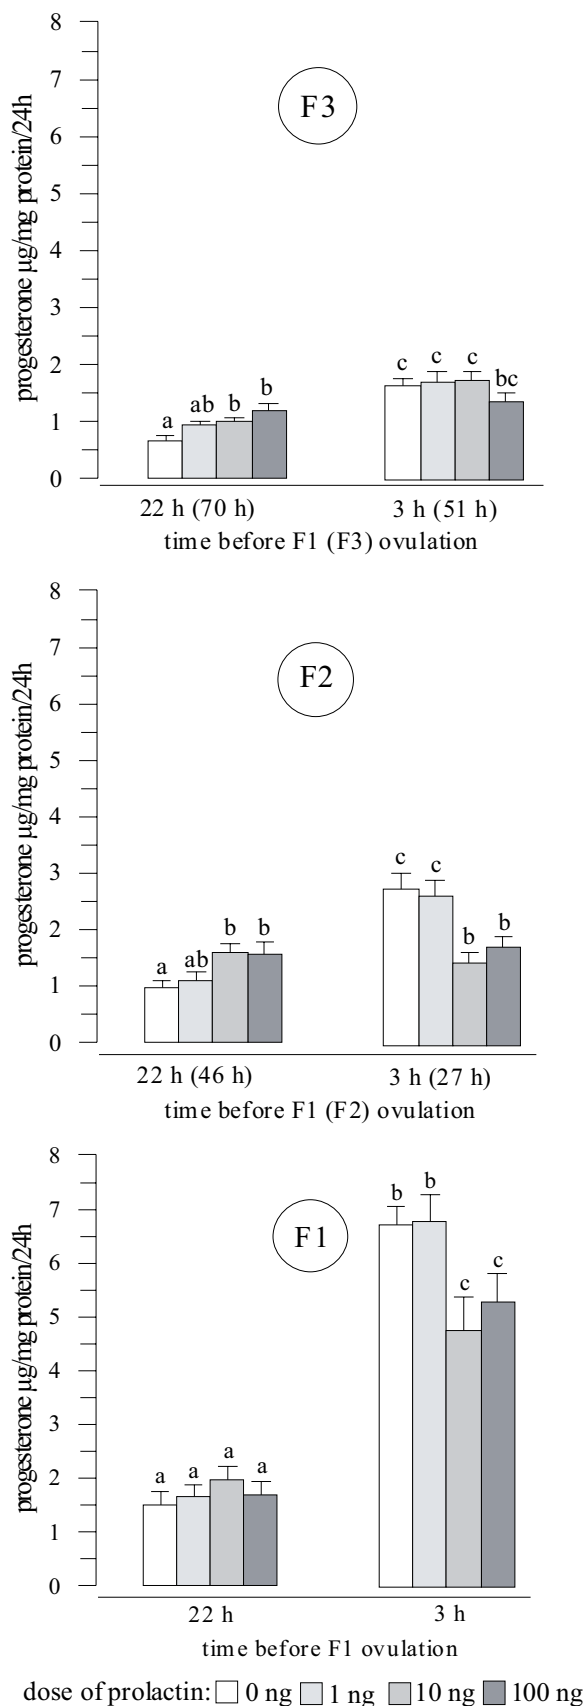 8
7
6
5
4
3
2
1
0
progesterone µg/mg protein/24h
F3
a ab b b
c c c bc
22 h (70 h) 3 h (51 h)
time before F1 (F3) ovulation
8
7
6
5
4
3
2
1
0
progesterone µg/mg protein/24h
F2
a ab b b
c c b b
22 h (46 h) 3 h (27 h)
time before F1 (F2) ovulation
8
7
6
5
4
3
2
1
0
progesterone µg/mg protein/24h
F1
a a a a
b b c c
22 h 3 h
time before F1 ovulation
dose of prolactin: 0 ng 1 ng 10 ng 100 ng